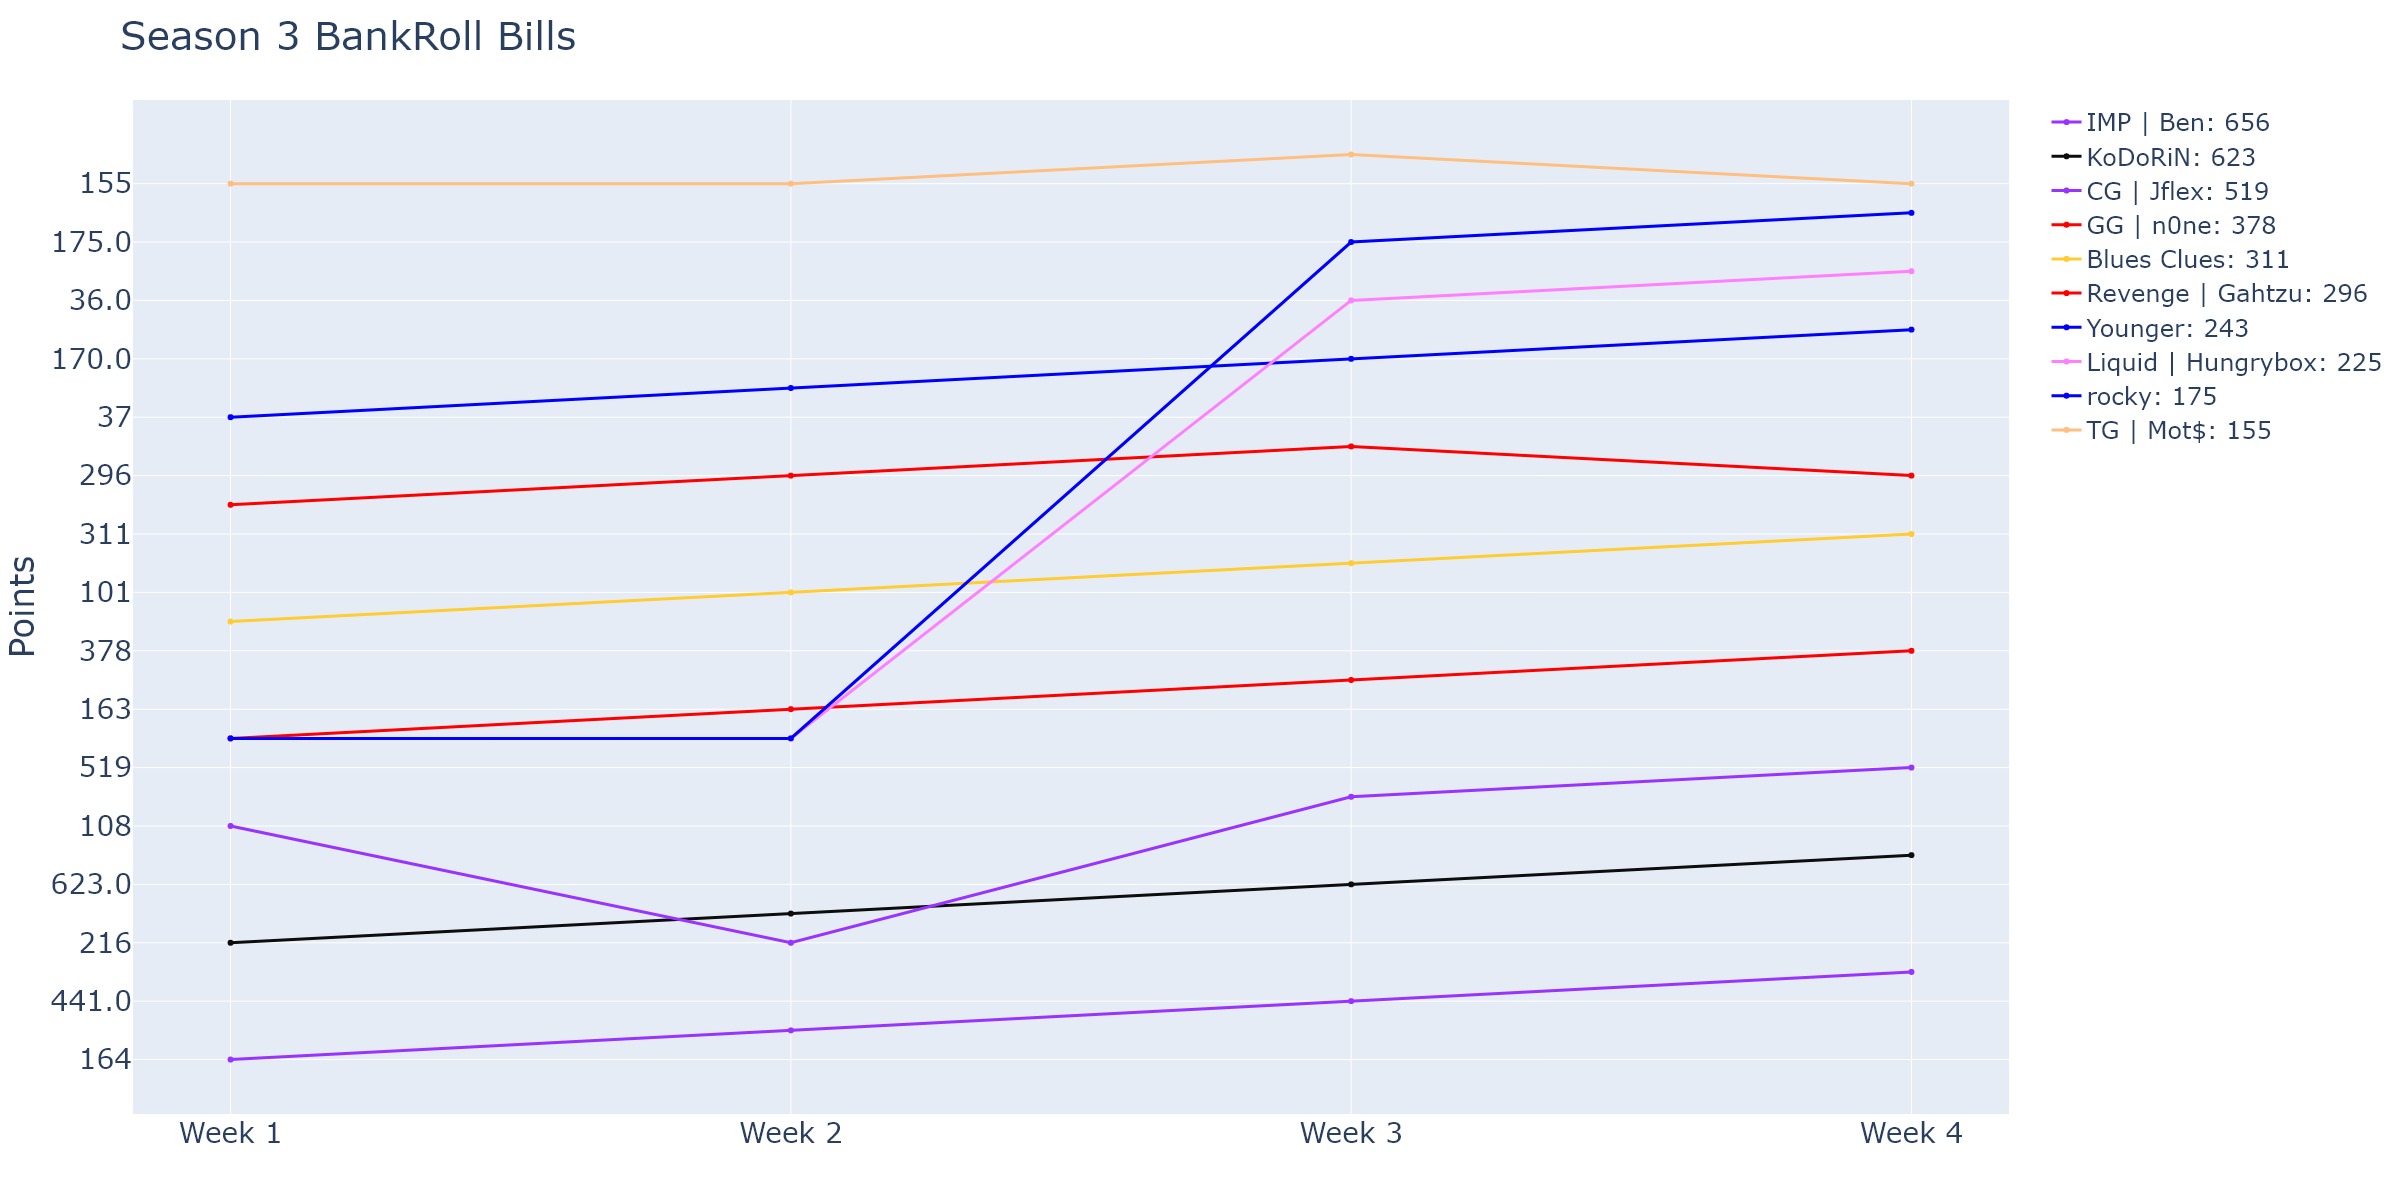 Season 3 BankRoll Bills
Points
155
175.0
36.0
170.0
37
296
311
101
378
163
519
108
623.0
216
441.0
164
Week 1
Week 2
Week 3
Week 4
IMP | Ben: 656
KoDoRiN: 623
CG | Jflex: 519
GG | n0ne: 378
Blues Clues: 311
Revenge | Gahtzu: 296
Younger: 243
Liquid | Hungrybox: 225
rocky: 175
TG | Mot$: 155